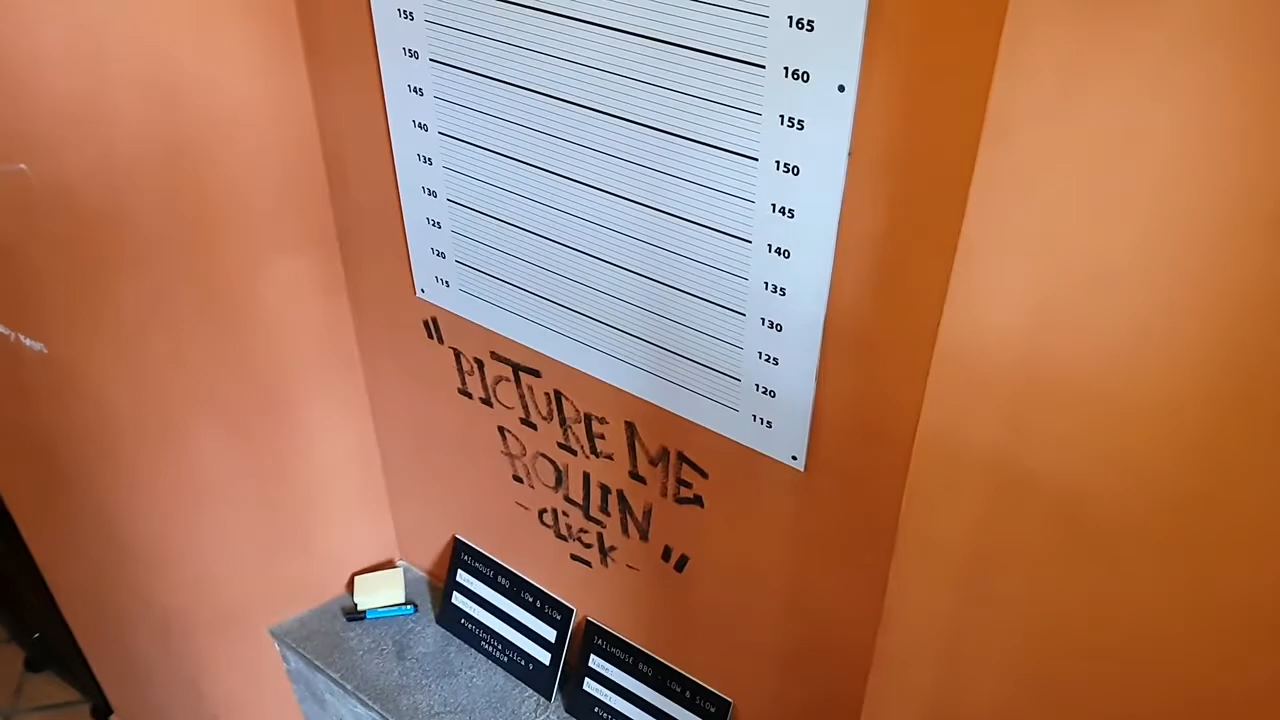 165
155 160
150 155
145 150
140 145
135 140
130 135
125 130
120 125
115 120
115
"PICTURE ME
ROLLIN
- click - "
JAILHOUSE BBQ - LOW & SLOW
Name:
Number:
#Vetrinjska ulica 9
MARIBOR
JAILHOUSE BBQ - LOW & SLOW
Name:
Number: